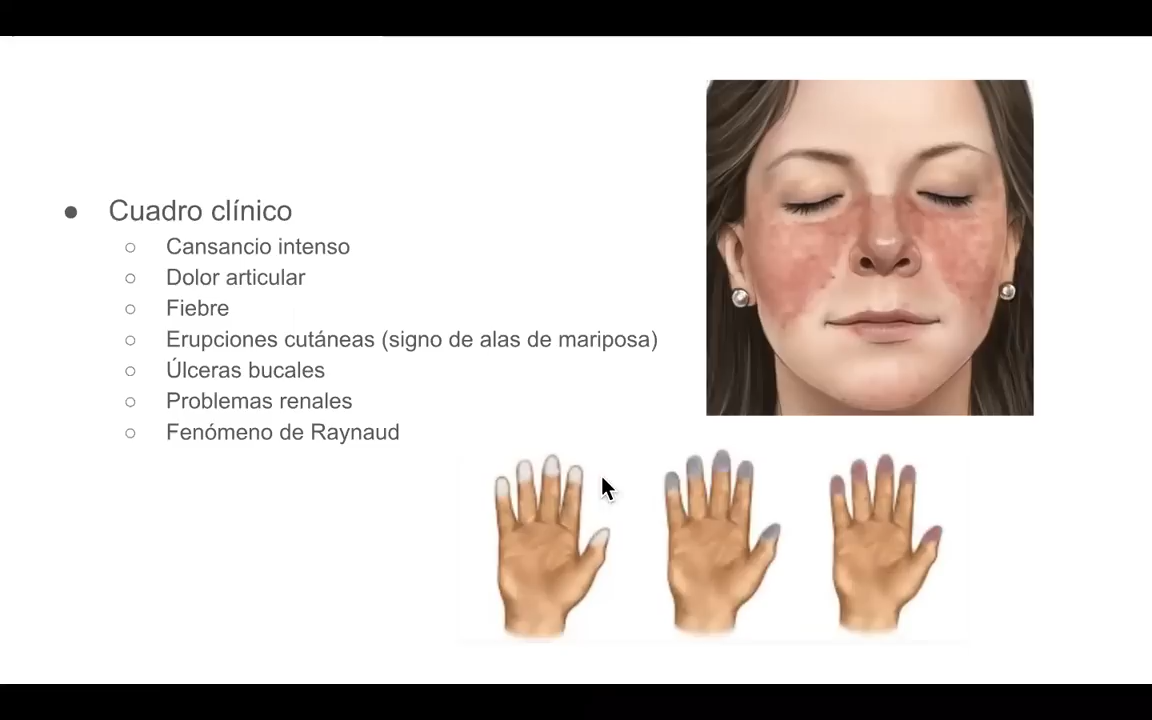 Cuadro clínico
Cansancio intenso
Dolor articular
Fiebre
Erupciones cutáneas (signo de alas de mariposa)
Úlceras bucales
Problemas renales
Fenómeno de Raynaud